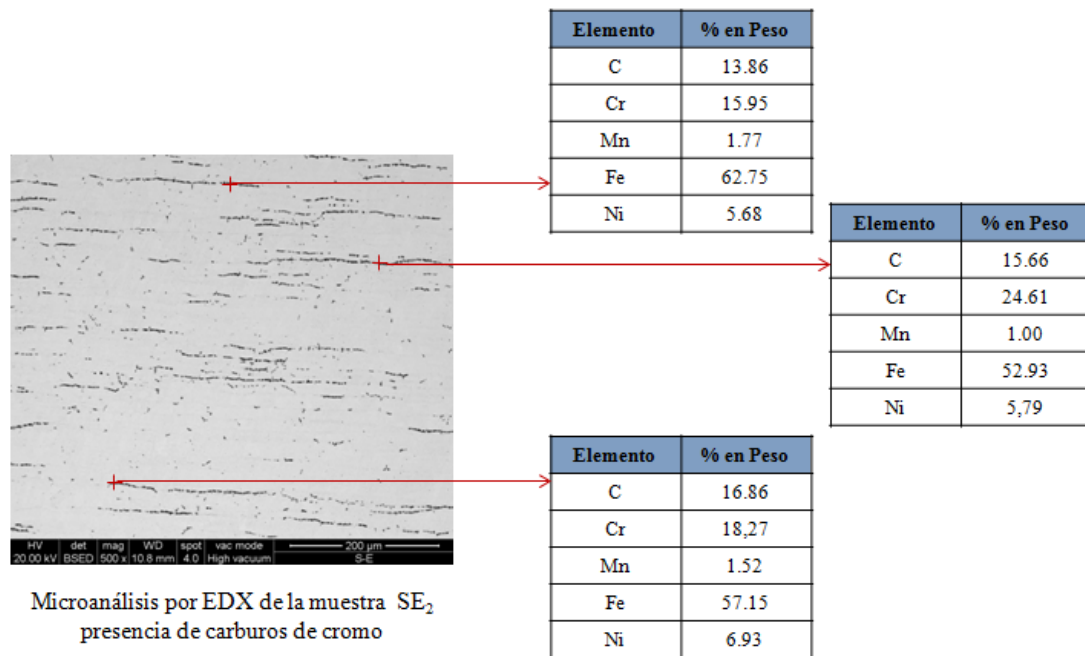 Elemento % en Peso
C 13.86
Cr 15.95
Mn 1.77
Fe 62.75
Ni 5.68
Elemento % en Peso
C 15.66
Cr 24.61
Mn 1.00
Fe 52.93
Ni 5,79
Elemento % en Peso
C 16.86
Cr 18,27
Mn 1.52
Fe 57.15
Ni 6.93
HV det mag WD spot vac mode 200 µm
20.00 kV BSED 500 x 10.8 mm 4.0 High vacuum S-E
Microanálisis por EDX de la muestra SE₂
presencia de carburos de cromo